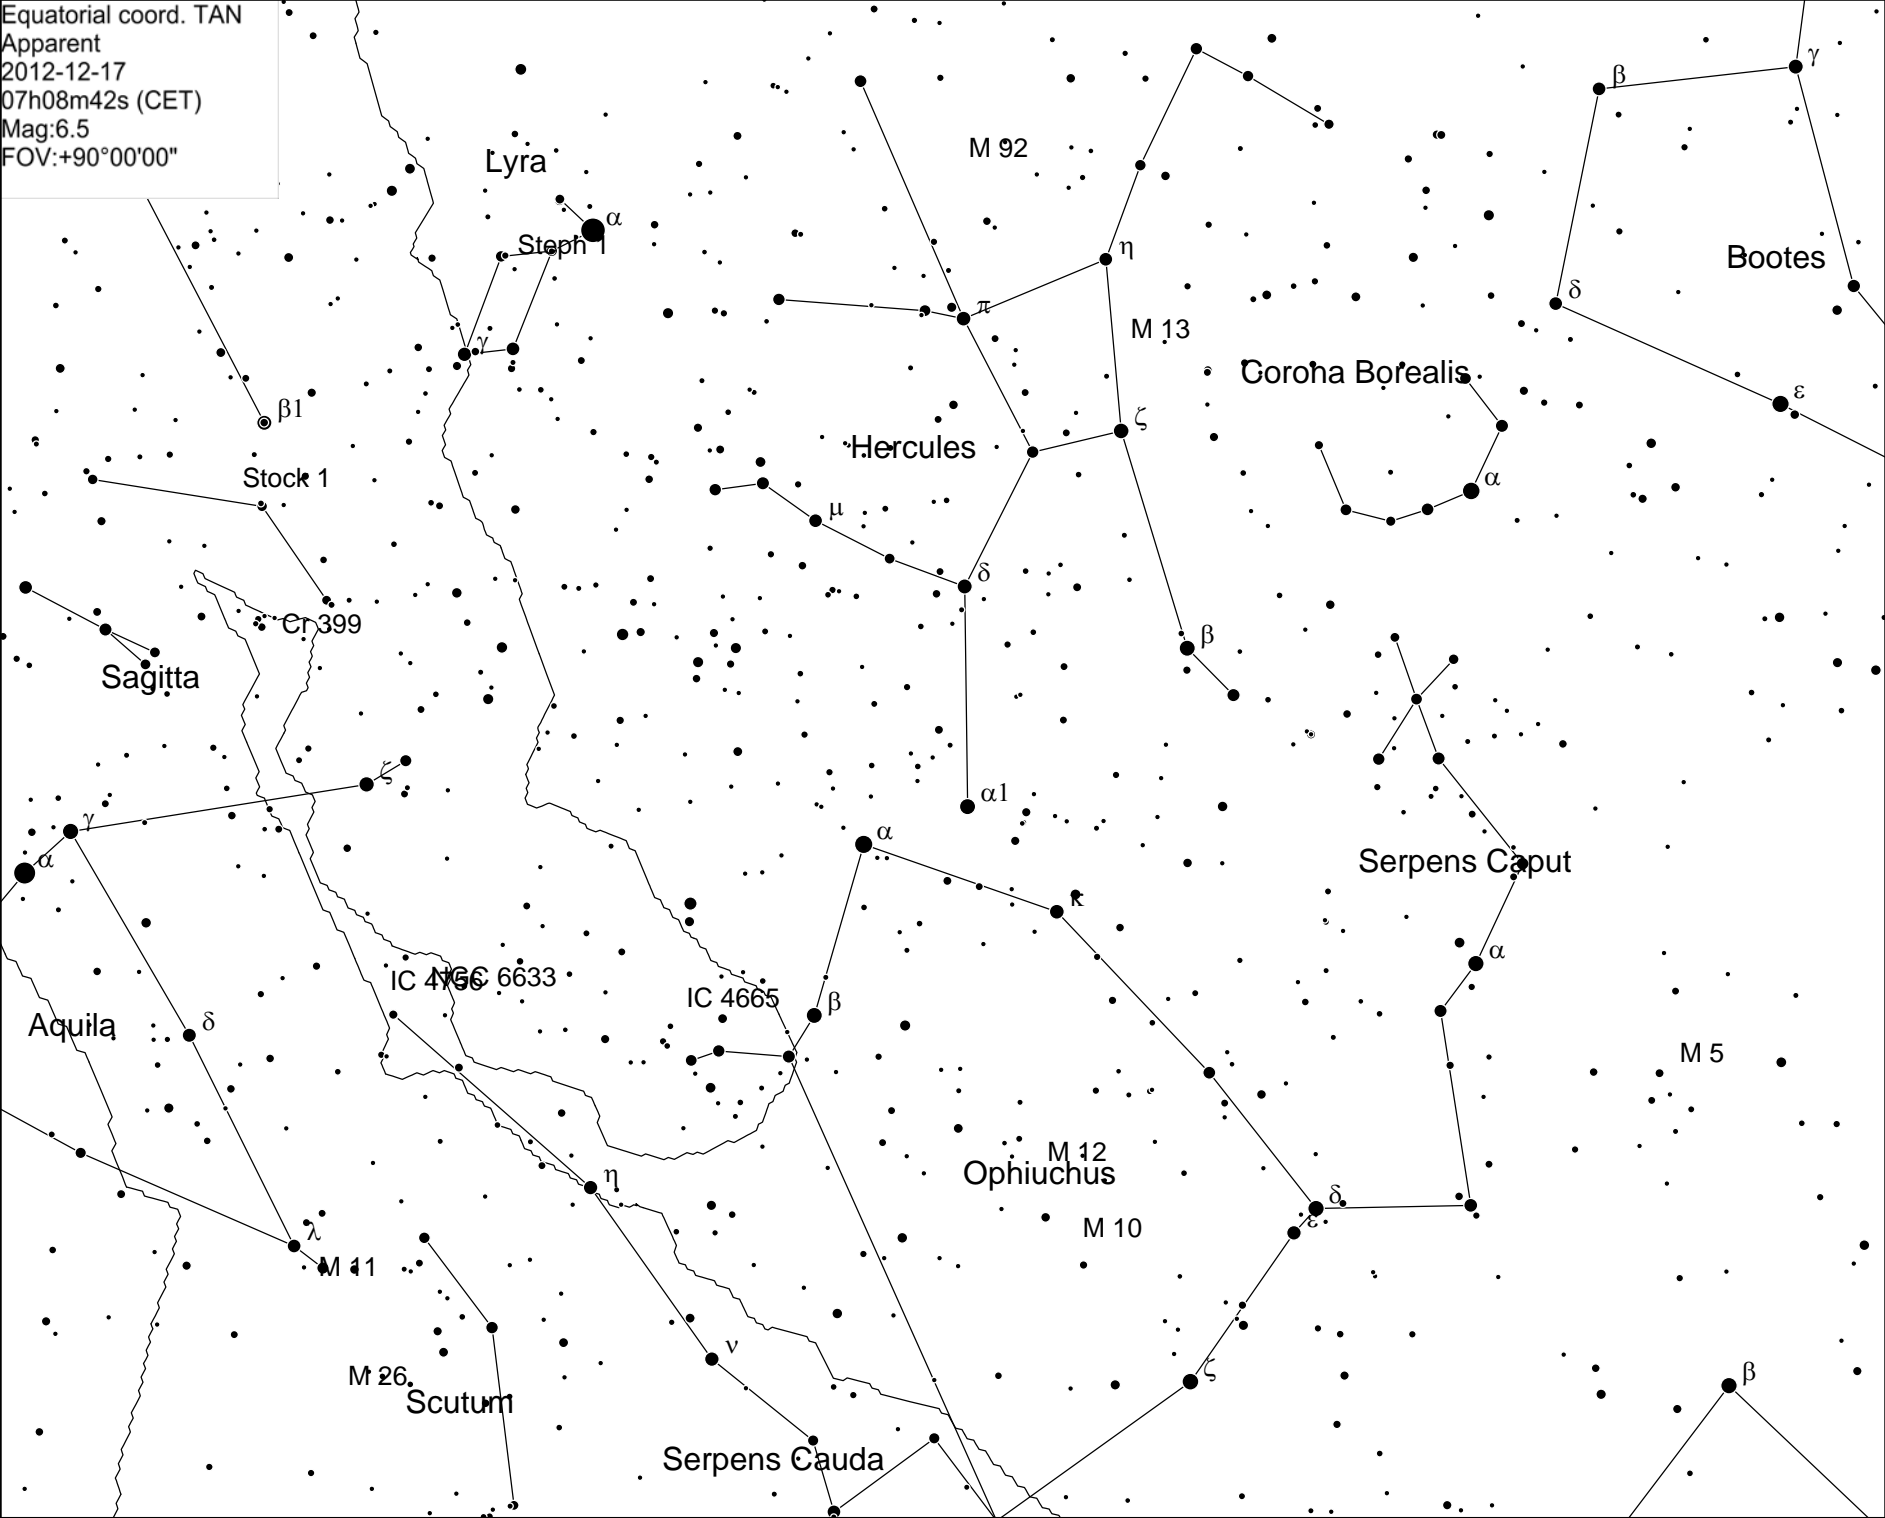 Equatorial coord. TAN
Apparent
2012-12-17
07h08m42s (CET)
Mag:6.5
FOV:+90°00'00"
γ
β
M 92
Lyra
α
Steph 1
η
Bootes
δ
π
M 13
γ
Corona Borealis
ε
β1
ζ
Hercules
Stock 1
α
μ
δ
Cr 399
β
Sagitta
ζ
α1
γ
α
α
Serpens Caput
κ
α
IC 4756
NGC 6633
IC 4665
β
Aquila
δ
M 5
M 12
Ophiuchus
η
δ
ε
M 10
λ
M 11
ν
ζ
β
M 26
Scutum
Serpens Cauda